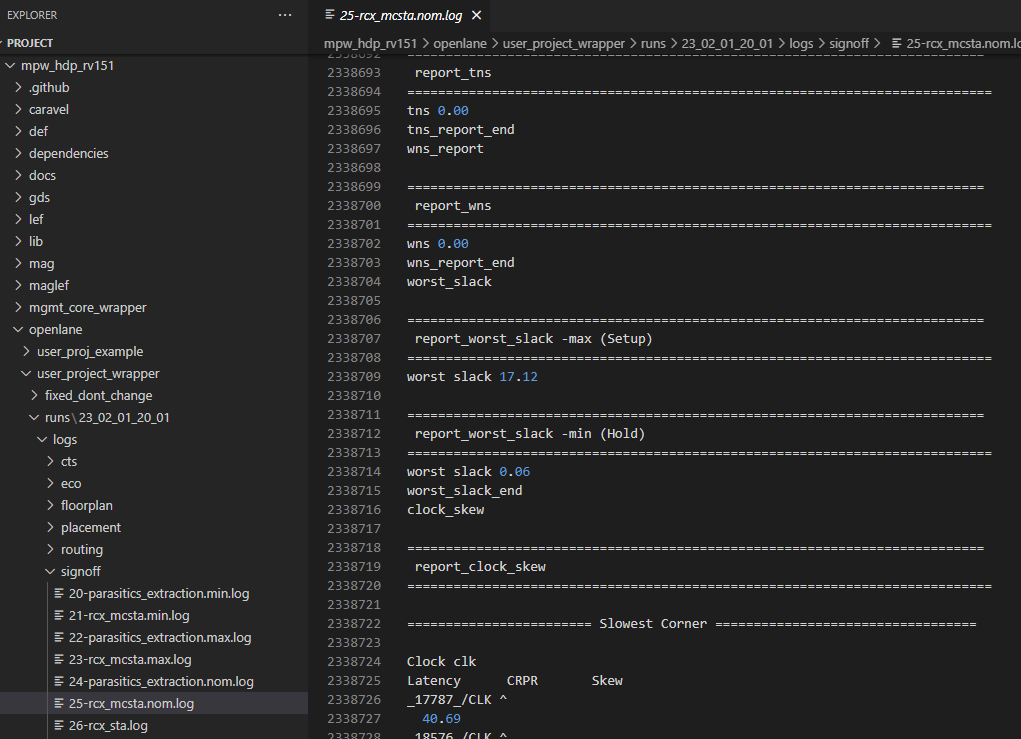 EXPLORER
···
PROJECT
mpw_hdp_rv151
.github
caravel
def
dependencies
docs
gds
lef
lib
mag
maglef
mgmt_core_wrapper
openlane
user_proj_example
user_project_wrapper
fixed_dont_change
runs\23_02_01_20_01
logs
cts
eco
floorplan
placement
routing
signoff
20-parasitics_extraction.min.log
21-rcx_mcsta.min.log
22-parasitics_extraction.max.log
23-rcx_mcsta.max.log
24-parasitics_extraction.nom.log
25-rcx_mcsta.nom.log
26-rcx_sta.log
25-rcx_mcsta.nom.log
mpw_hdp_rv151 > openlane > user_project_wrapper > runs > 23_02_01_20_01 > logs > signoff > 25-rcx_mcsta.nom.lo
2338692 ===========================================================================
2338693 report_tns
2338694 ============================================================================
2338695 tns 0.00
2338696 tns_report_end
2338697 wns_report
2338698
2338699 ===========================================================================
2338700 report_wns
2338701 ============================================================================
2338702 wns 0.00
2338703 wns_report_end
2338704 worst_slack
2338705
2338706 ===========================================================================
2338707 report_worst_slack -max (Setup)
2338708 ============================================================================
2338709 worst slack 17.12
2338710
2338711 ===========================================================================
2338712 report_worst_slack -min (Hold)
2338713 ============================================================================
2338714 worst slack 0.06
2338715 worst_slack_end
2338716 clock_skew
2338717
2338718 ===========================================================================
2338719 report_clock_skew
2338720 ============================================================================
2338721
2338722 ======================== Slowest Corner ==================================
2338723
2338724 Clock clk
2338725 Latency CRPR Skew
2338726 _17787_/CLK ^
2338727 40.69
2338728 _18576_/CLK ^